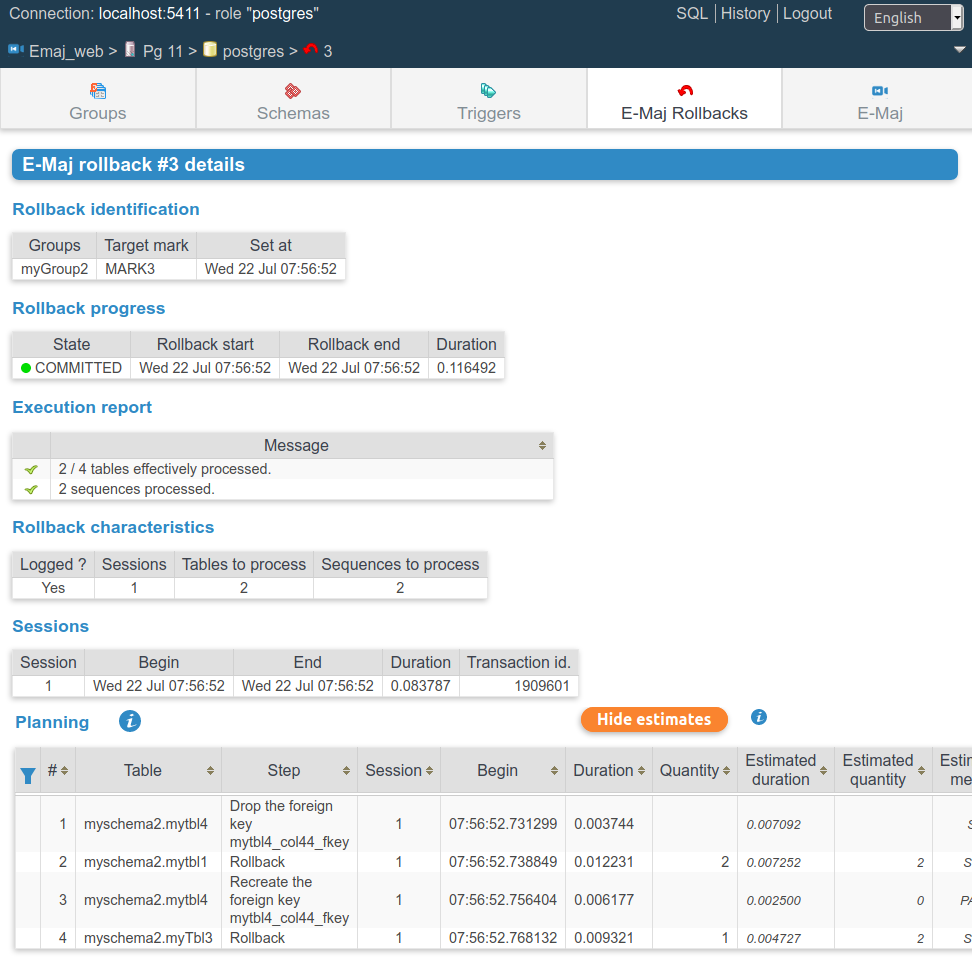 Connection: localhost:5411 - role "postgres" SQL History Logout English
Emaj_web > Pg 11 > postgres > 3
Groups Schemas Triggers E-Maj Rollbacks E-Maj
E-Maj rollback #3 details
Rollback identification
Groups Target mark Set at
myGroup2 MARK3 Wed 22 Jul 07:56:52
Rollback progress
State Rollback start Rollback end Duration
COMMITTED Wed 22 Jul 07:56:52 Wed 22 Jul 07:56:52 0.116492
Execution report
Message
2 / 4 tables effectively processed.
2 sequences processed.
Rollback characteristics
Logged ? Sessions Tables to process Sequences to process
Yes 1 2 2
Sessions
Session Begin End Duration Transaction id.
1 Wed 22 Jul 07:56:52 Wed 22 Jul 07:56:52 0.083787 1909601
Planning i Hide estimates i
# Table Step Session Begin Duration Quantity Estimated duration Estimated quantity
1 myschema2.mytbl4 Drop the foreign key mytbl4_col44_fkey 1 07:56:52.731299 0.003744 0.007092
2 myschema2.mytbl1 Rollback 1 07:56:52.738849 0.012231 2 0.007252 2
3 myschema2.mytbl4 Recreate the foreign key mytbl4_col44_fkey 1 07:56:52.756404 0.006177 0.002500 0
4 myschema2.myTbl3 Rollback 1 07:56:52.768132 0.009321 1 0.004727 2